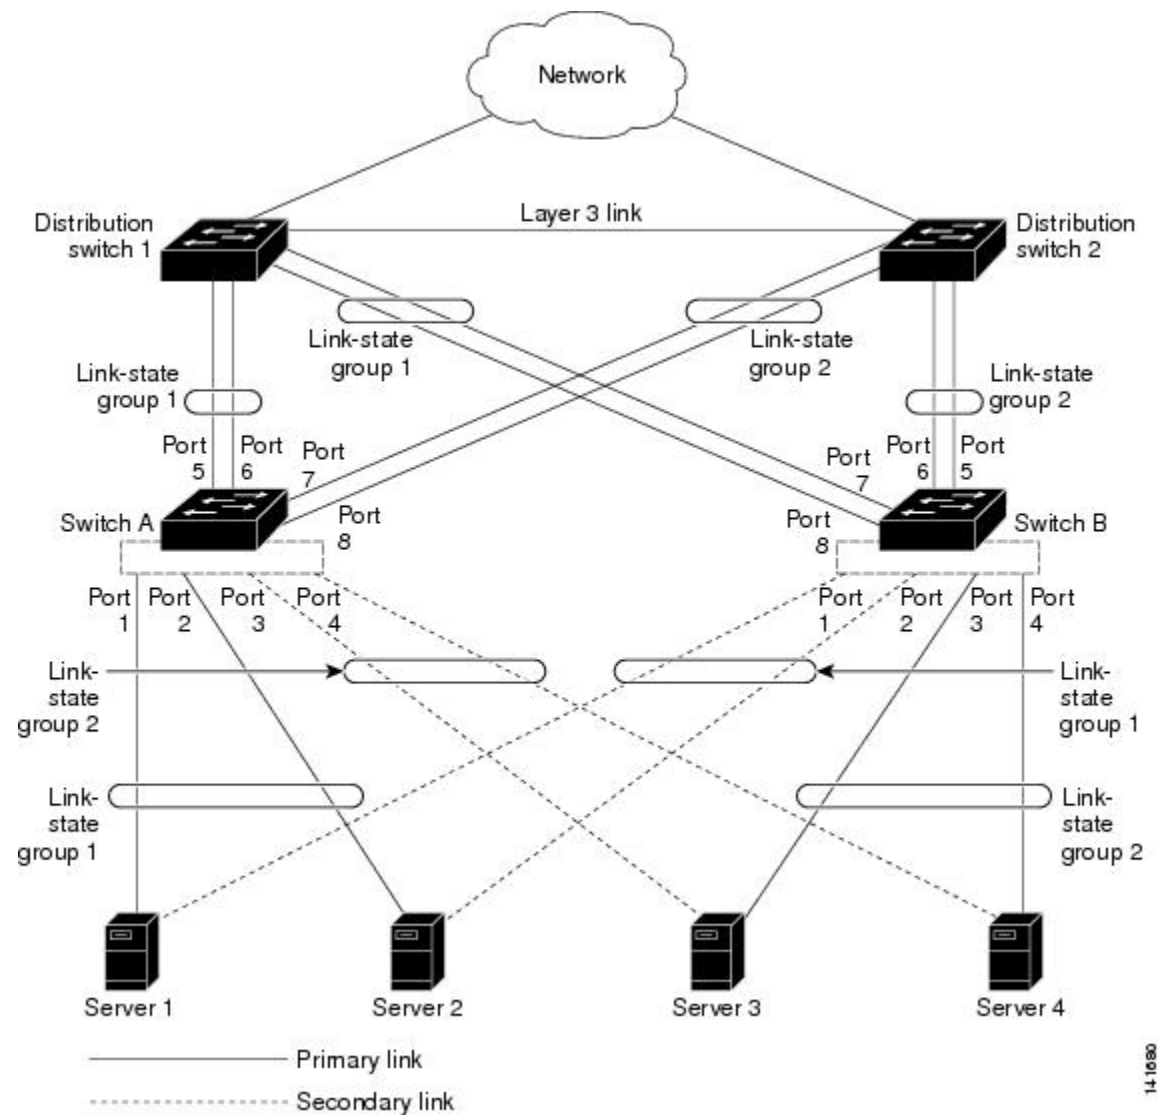 Network
Layer 3 link
Distribution
switch 1
Distribution
switch 2
Link-state
group 1
Link-state
group 2
Link-state
group 1
Link-state
group 2
Port
5
Port
6
Port
7
Port
8
Port
7
Port
6
Port
5
Port
8
Switch A
Switch B
Port
1
Port
2
Port
3
Port
4
Port
1
Port
2
Port
3
Port
4
Link-
state
group 2
Link-
state
group 1
Link-
state
group 1
Link-
state
group 2
Server 1
Server 2
Server 3
Server 4
Primary link
Secondary link
141680